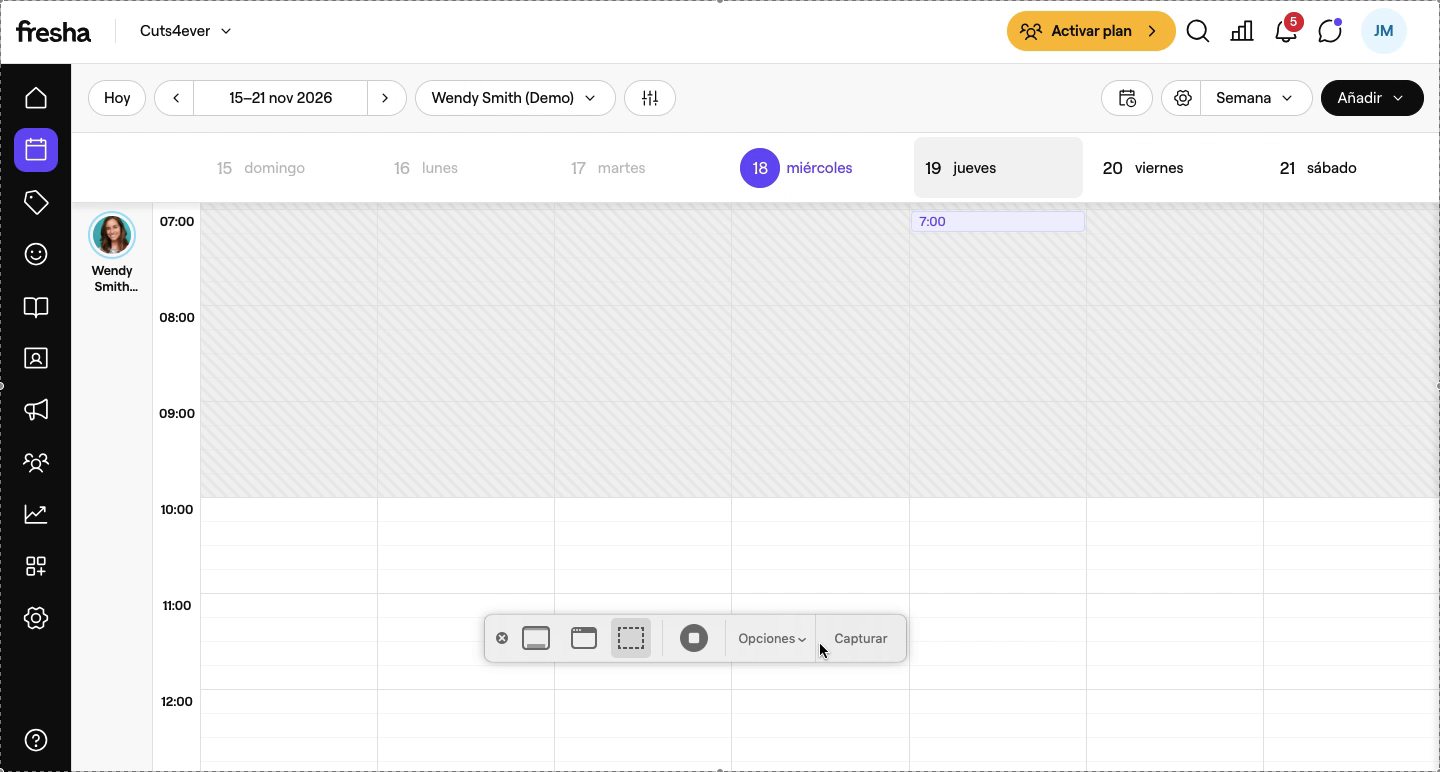 fresha Cuts4ever Activar plan 5 JM
Hoy 15–21 nov 2026 Wendy Smith (Demo) Semana Añadir
15 domingo 16 lunes 17 martes 18 miércoles 19 jueves 20 viernes 21 sábado
Wendy
Smith...
07:00 7:00
08:00
09:00
10:00
11:00
Opciones Capturar
12:00